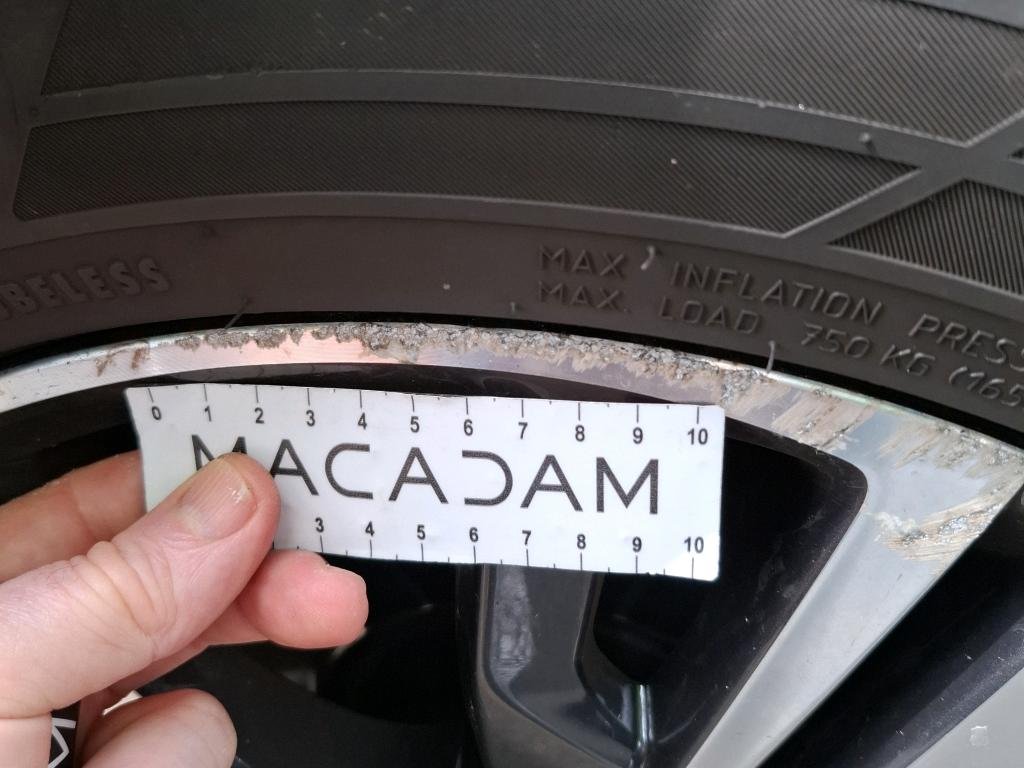 BELESS
MAX INFLATION PRESS
MAX. LOAD 750 KG (165
0 1 2 3 4 5 6 7 8 9 10
MACADAM
3 4 5 6 7 8 9 10